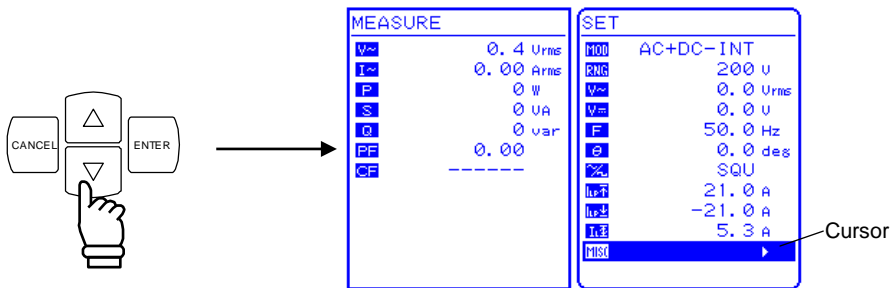 CANCEL
ENTER
MEASURE
V~ 0.4 Vrms
I~ 0.00 Arms
P 0 W
S 0 VA
Q 0 var
PF 0.00
CF ------
SET
MOD AC+DC-INT
RNG 200 V
V~ 0.0 Vrms
V= 0.0 V
F 50.0 Hz
θ 0.0 deg
SQU
21.0 A
-21.0 A
5.3 A
MISC
Cursor